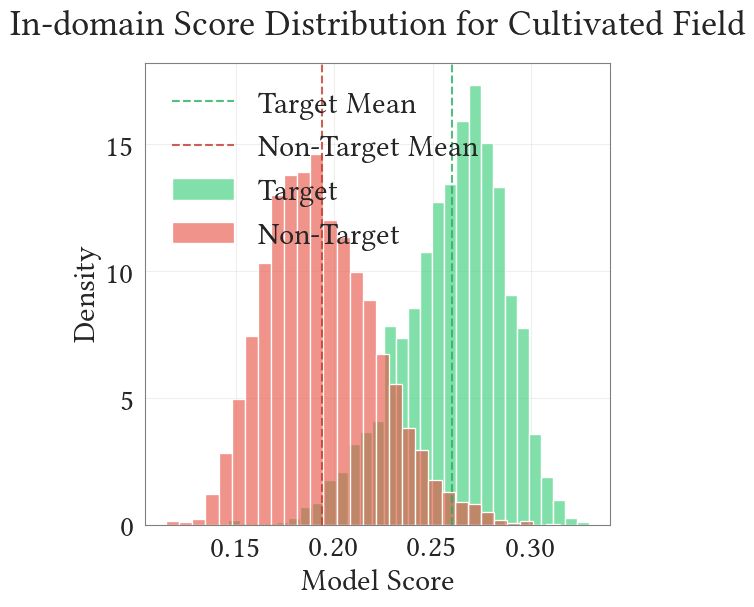 In-domain Score Distribution for Cultivated Field
Target Mean
Non-Target Mean
Target
Non-Target
Density
15
10
5
0
0.15
0.20
0.25
0.30
Model Score